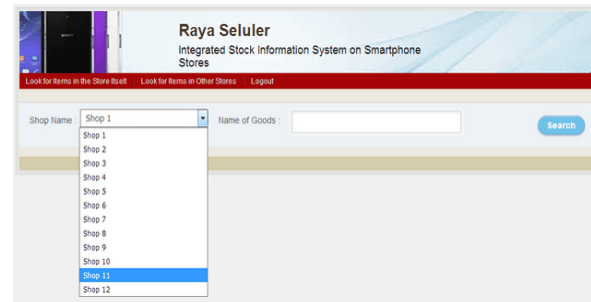 Raya Seluler
Integrated Stock Information System on Smartphone
Stores
Look for Items in the Store Itselt Look for Items in Other Stores Logout
Shop Name : Shop 1 Name of Goods : Search
Shop 1
Shop 2
Shop 3
Shop 4
Shop 5
Shop 6
Shop 7
Shop 8
Shop 9
Shop 10
Shop 11
Shop 12